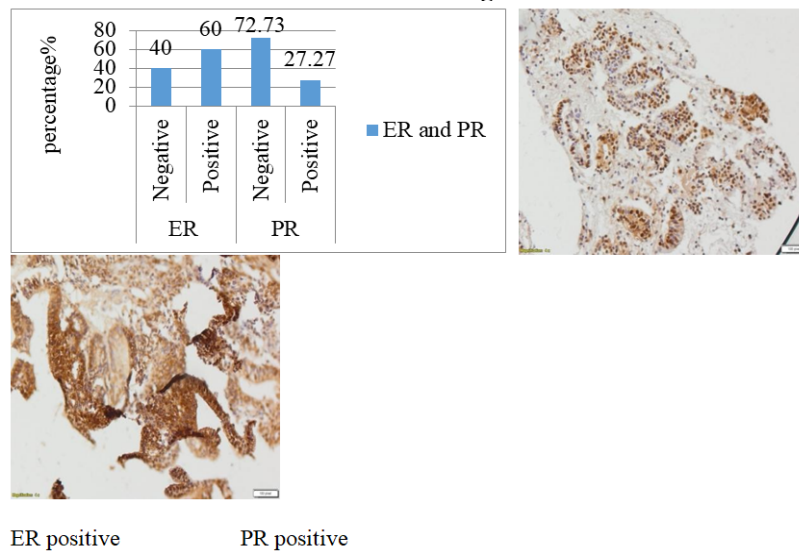 percentage%
80
60
40
20
0
40
60
72.73
27.27
Negative
Positive
Negative
Positive
ER
PR
ER and PR
ER positive PR positive